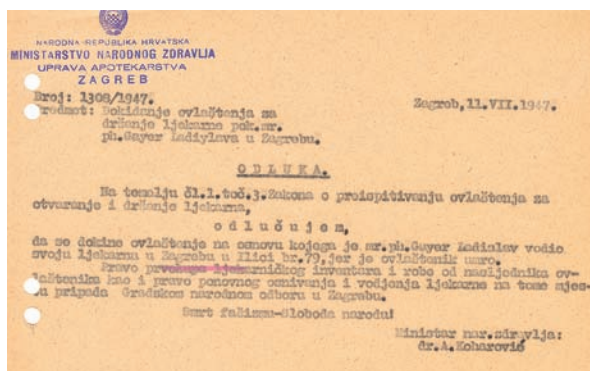 NARODNA REPUBLIKA HRVATSKA
MINISTARSTVO NARODNOG ZDRAVLJA
UPRAVA APOTEKARSTVA
ZAGREB
Broj: 1308/1947.
Zagreb, 11.VII.1947.
Predmet: Dokidanje ovlaštenja za
držanje ljekarne pok.mr.
ph.Gayer Ladislava u Zagrebu.
ODLUKA.
Na temelju čl.1.toč.3.Zakona o preispitivanju ovlaštenja za
otvaranje i držanje ljekarna,
odlučujem,
da se dokine ovlaštenje na osnovu kojega je mr.ph.Gayer Ladislav vodio
svoju ljekarnu u Zagrebu u Ilici br.79, jer je ovlaštenik umro.
Pravo prvokupa ljekarničkog inventara i robe od nasljednika ov-
laštenika kao i pravo ponovnog osnivanja i vodjenja ljekarne na tome mjes-
tu pripada Gradskom narodnom odboru u Zagrebu.
Smrt fašizmu-Sloboda narodu!
Ministar nar.zdravlja:
dr.A.Koharović